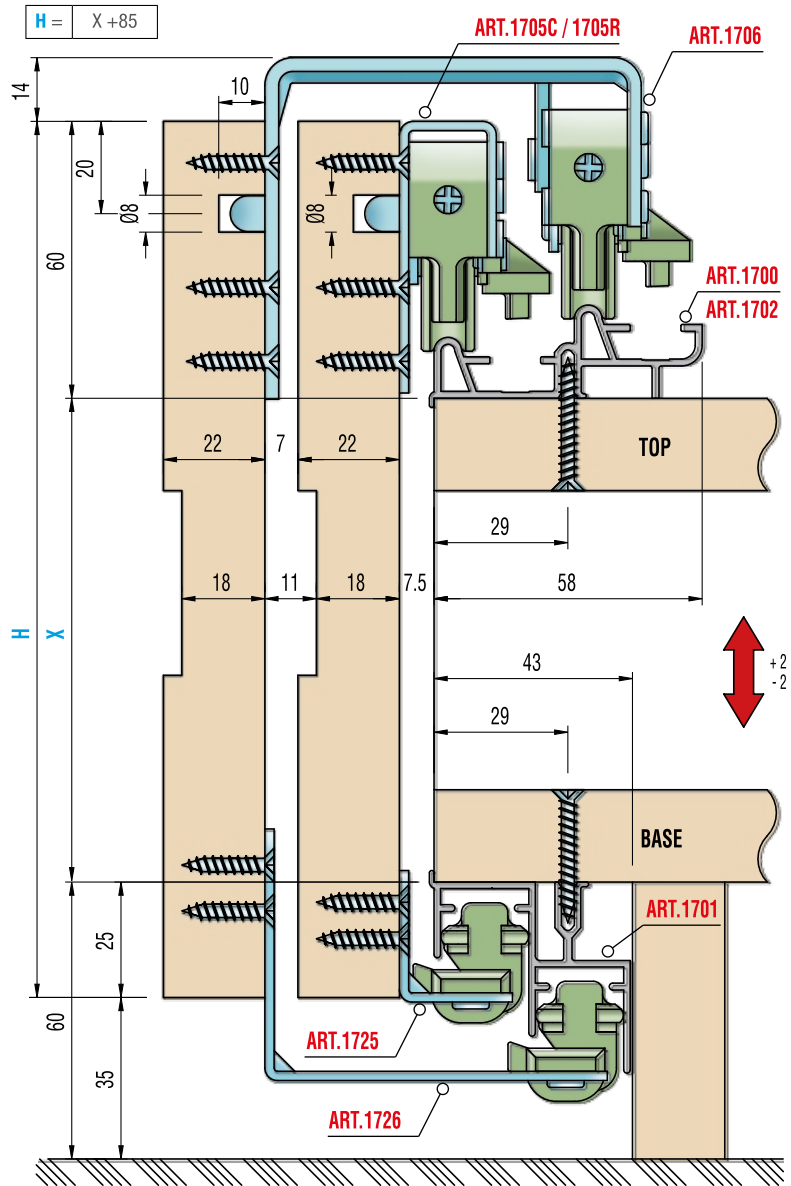 H = X +85
ART.1705C / 1705R
ART.1706
14
10
20
Ø8
Ø8
60
ART.1700
ART.1702
22
7
22
TOP
29
18
11
18
7.5
58
H
X
43
+ 2
- 2
29
BASE
25
ART.1701
60
ART.1725
35
ART.1726